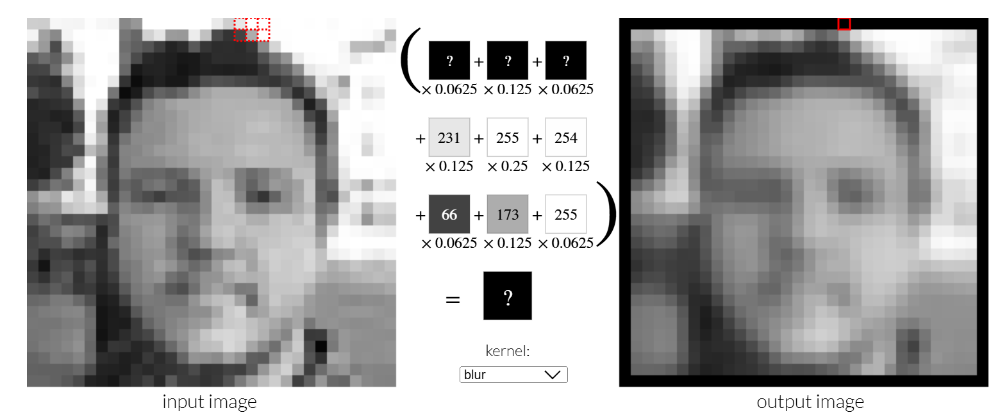 ( ? + ? + ?
× 0.0625 × 0.125 × 0.0625
+ 231 + 255 + 254
× 0.125 × 0.25 × 0.125
+ 66 + 173 + 255 )
× 0.0625 × 0.125 × 0.0625
= ?
kernel:
blur
input image
output image